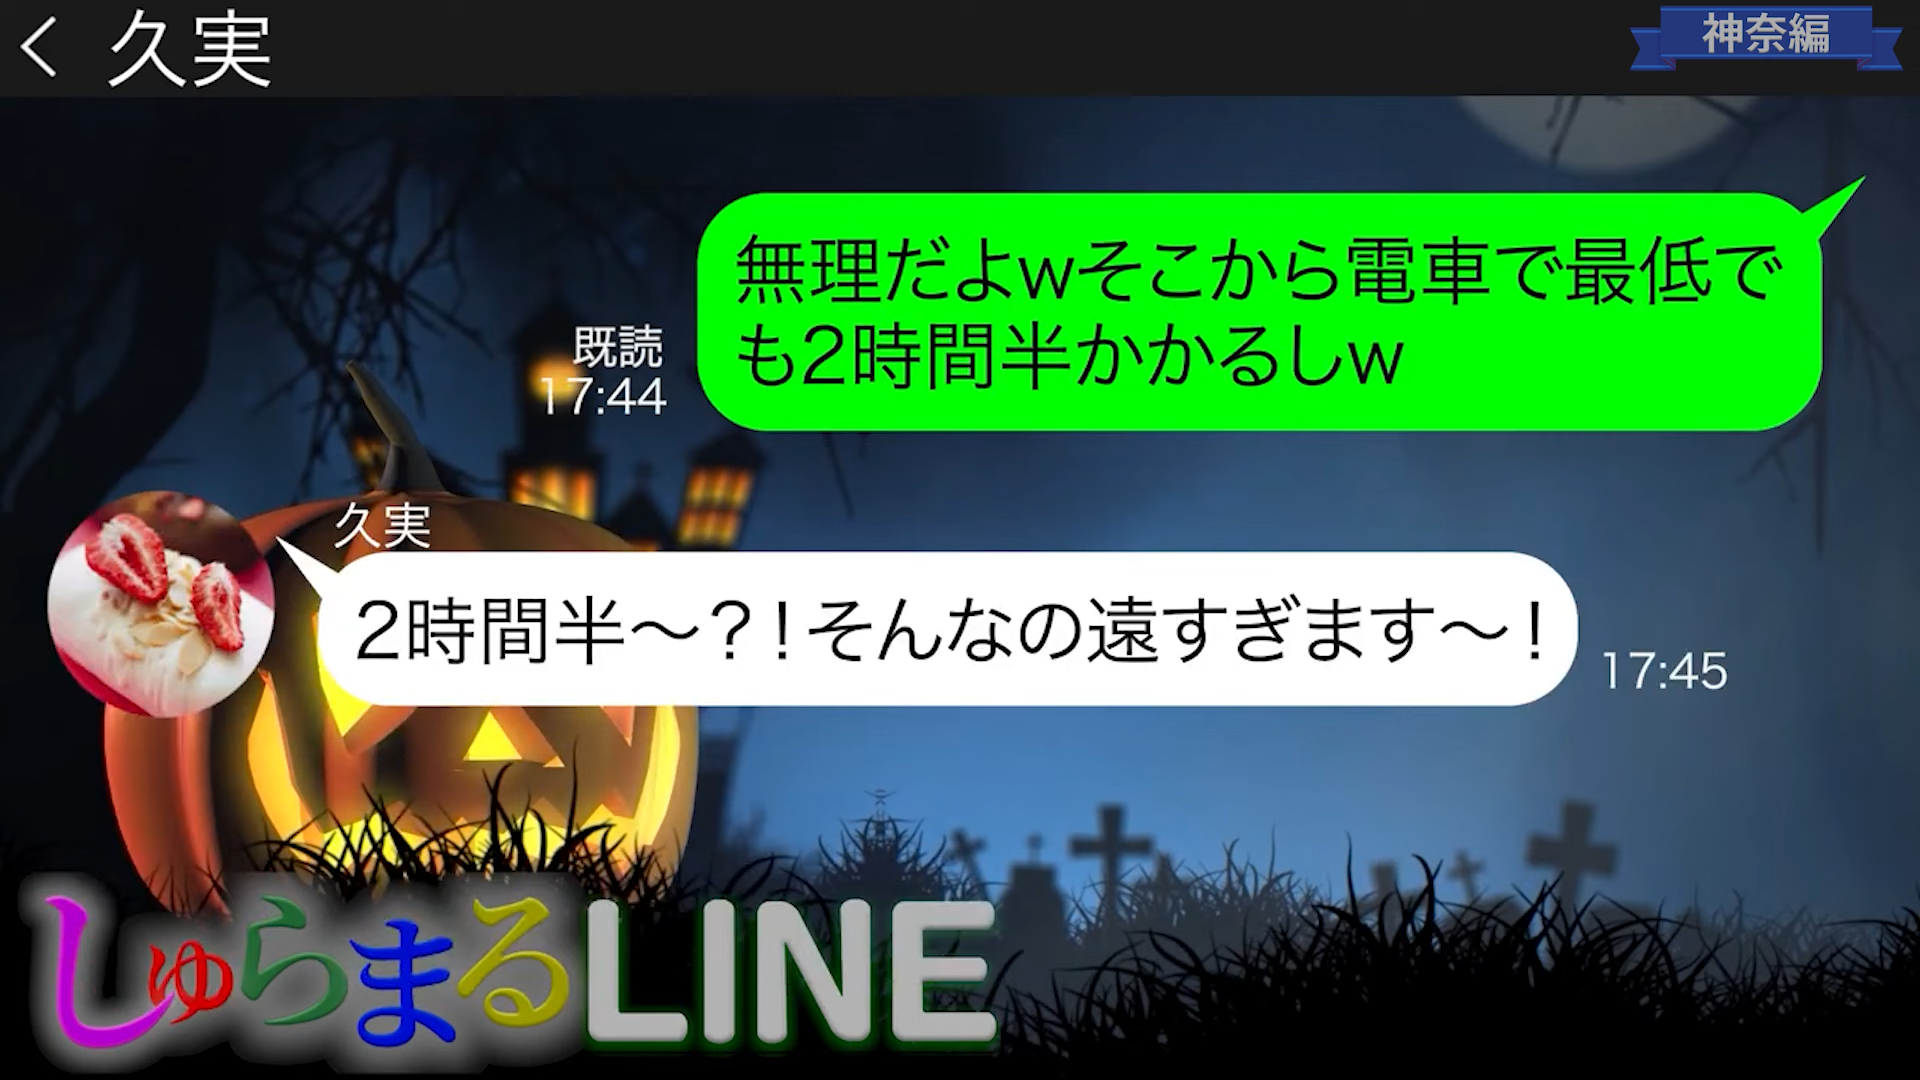 久実
神奈編
無理だよwそこから電車で最低で
も2時間半かかるしw
既読
17:44
久実
2時間半〜?!そんなの遠すぎます〜!
17:45
しゅらまるLINE